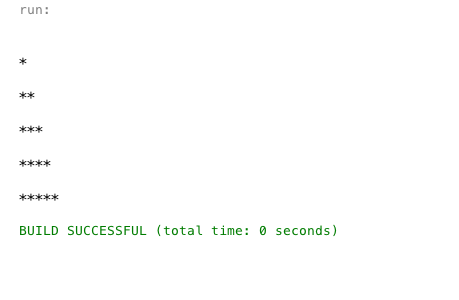 run:
*
**
***
****
*****
BUILD SUCCESSFUL (total time: 0 seconds)